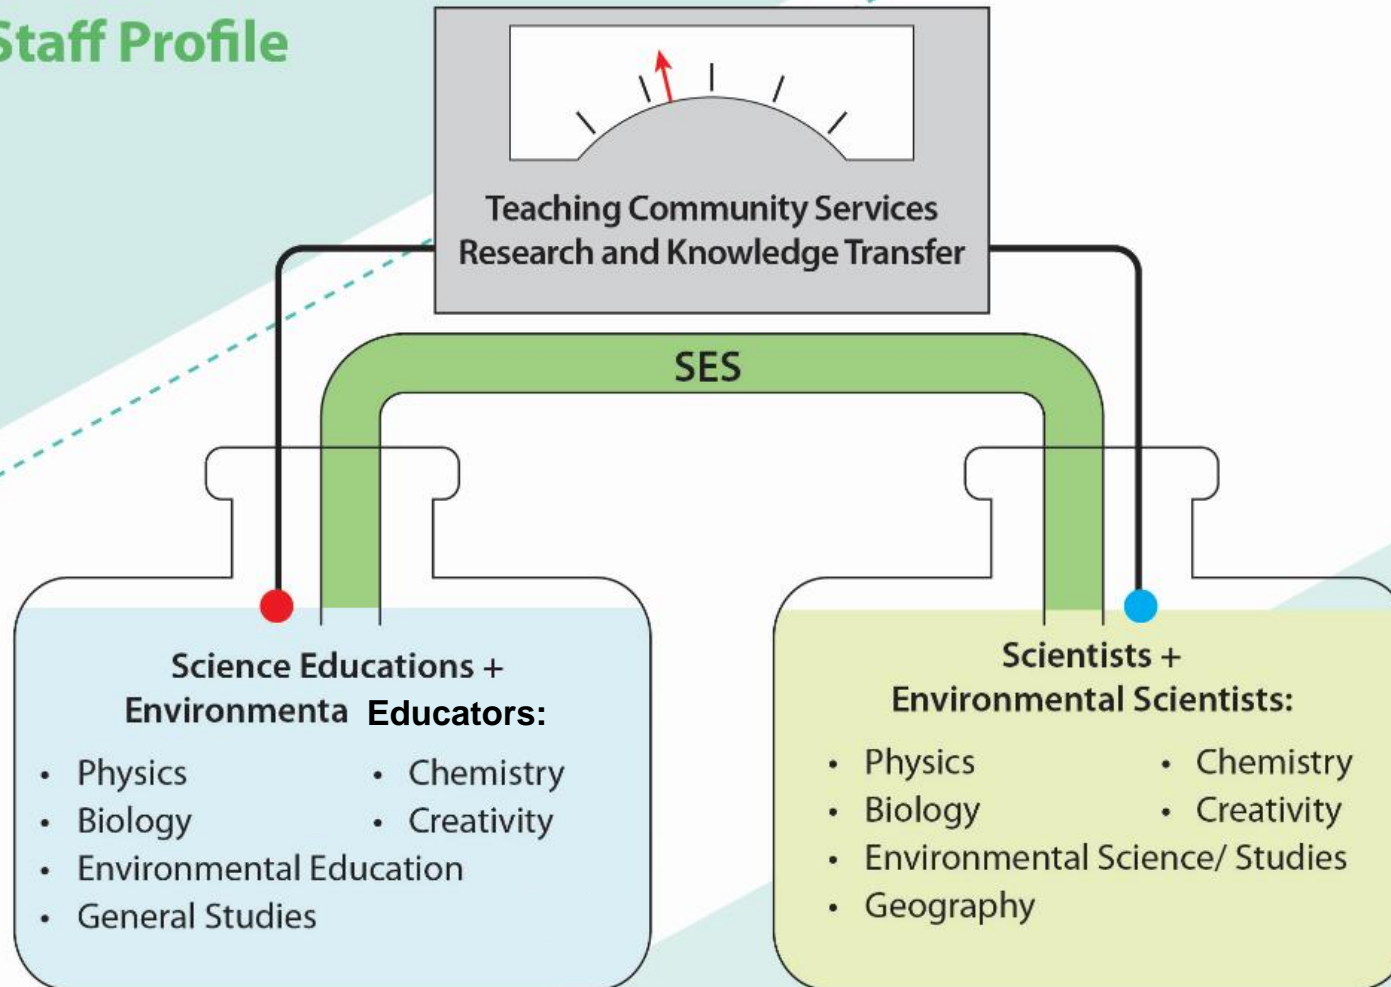 Staff Profile
Teaching Community Services
Research and Knowledge Transfer
SES
Science Educations +
Environmenta Educators:
• Physics
• Chemistry
• Biology
• Creativity
• Environmental Education
• General Studies
Scientists +
Environmental Scientists:
• Physics
• Chemistry
• Biology
• Creativity
• Environmental Science/ Studies
• Geography